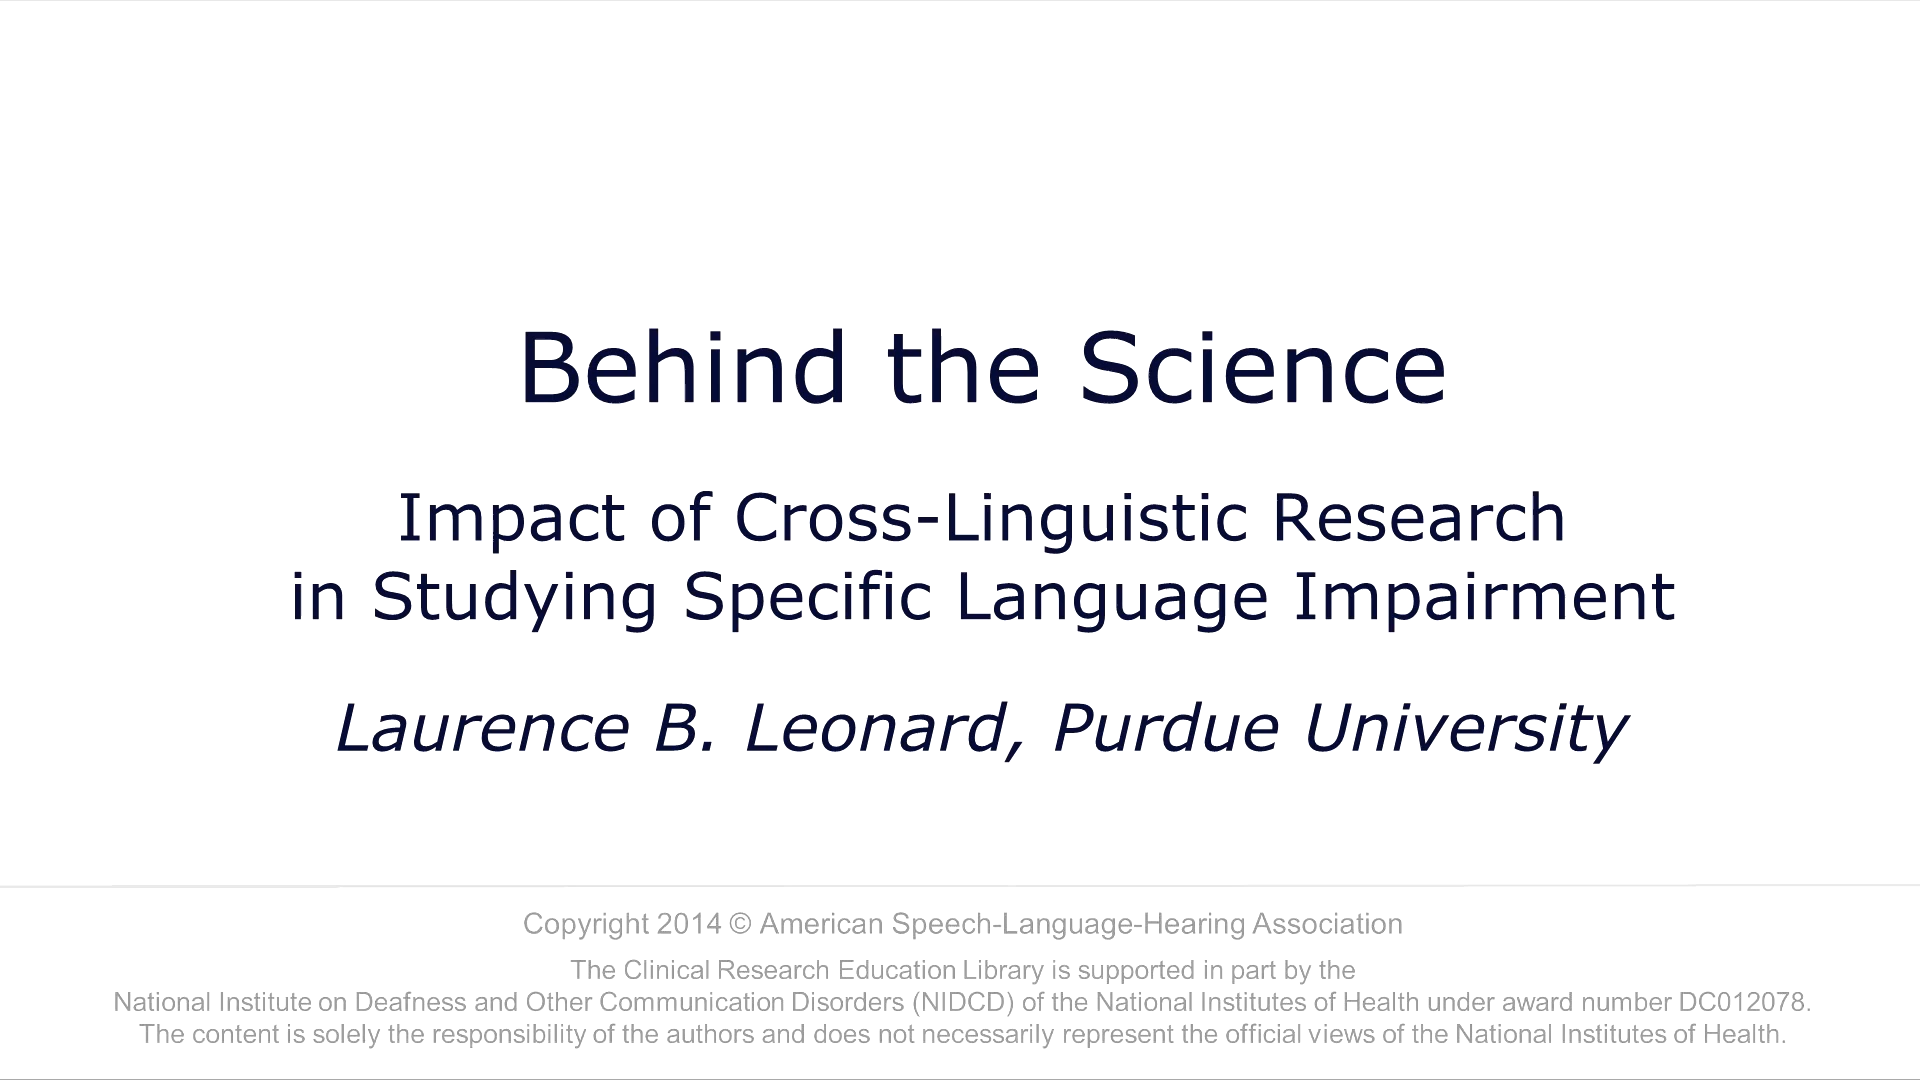 Behind the Science
Impact of Cross-Linguistic Research
in Studying Specific Language Impairment
Laurence B. Leonard, Purdue University
Copyright 2014 © American Speech-Language-Hearing Association
The Clinical Research Education Library is supported in part by the
National Institute on Deafness and Other Communication Disorders (NIDCD) of the National Institutes of Health under award number DC012078.
The content is solely the responsibility of the authors and does not necessarily represent the official views of the National Institutes of Health.